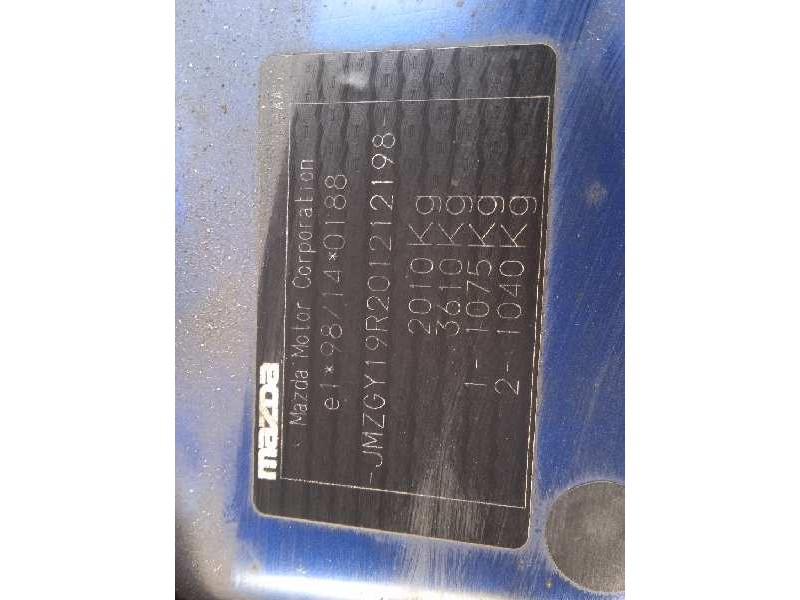 mazda
Mazda Motor Corporation
e1*98/14*0188
-JMZGY19R201212198-
2010Kg
3610Kg
1- 1075Kg
2- 1040Kg